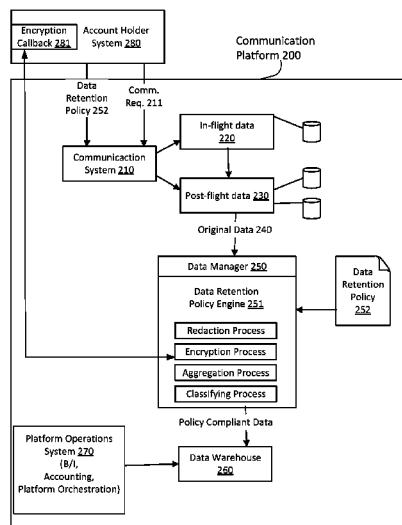 Encryption
Callback 281
Account Holder
System 280
Communication
Platform 200
Data
Retention
Policy 252
Comm.
Req. 211
In-flight data
220
Communicaction
System 210
Post-flight data 230
Original Data 240
Data Manager 250
Data Retention
Policy Engine 251
Redaction Process
Encryption Process
Aggregation Process
Classifying Process
Data
Retention
Policy
252
Policy Compliant Data
Platform Operations
System 270
(B/I,
Accounting,
Platform Orchestration)
Data Warehouse
260